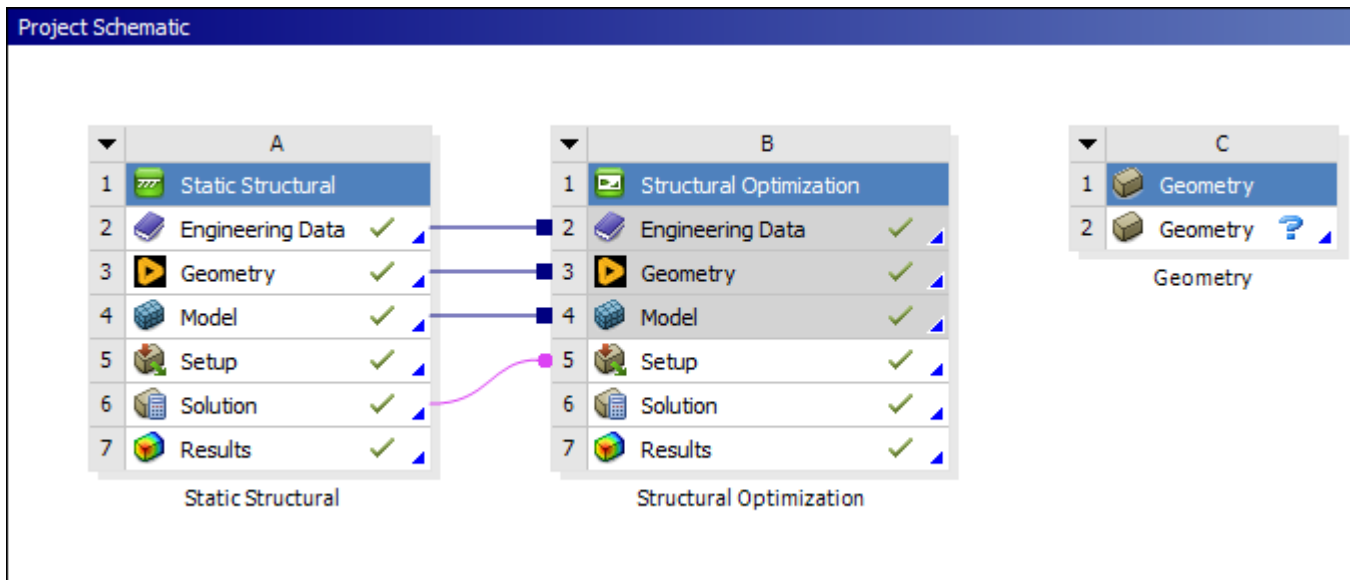 Project Schematic
A
1 Static Structural
2 Engineering Data
3 Geometry
4 Model
5 Setup
6 Solution
7 Results
Static Structural
B
1 Structural Optimization
2 Engineering Data
3 Geometry
4 Model
5 Setup
6 Solution
7 Results
Structural Optimization
C
1 Geometry
2 Geometry ?
Geometry